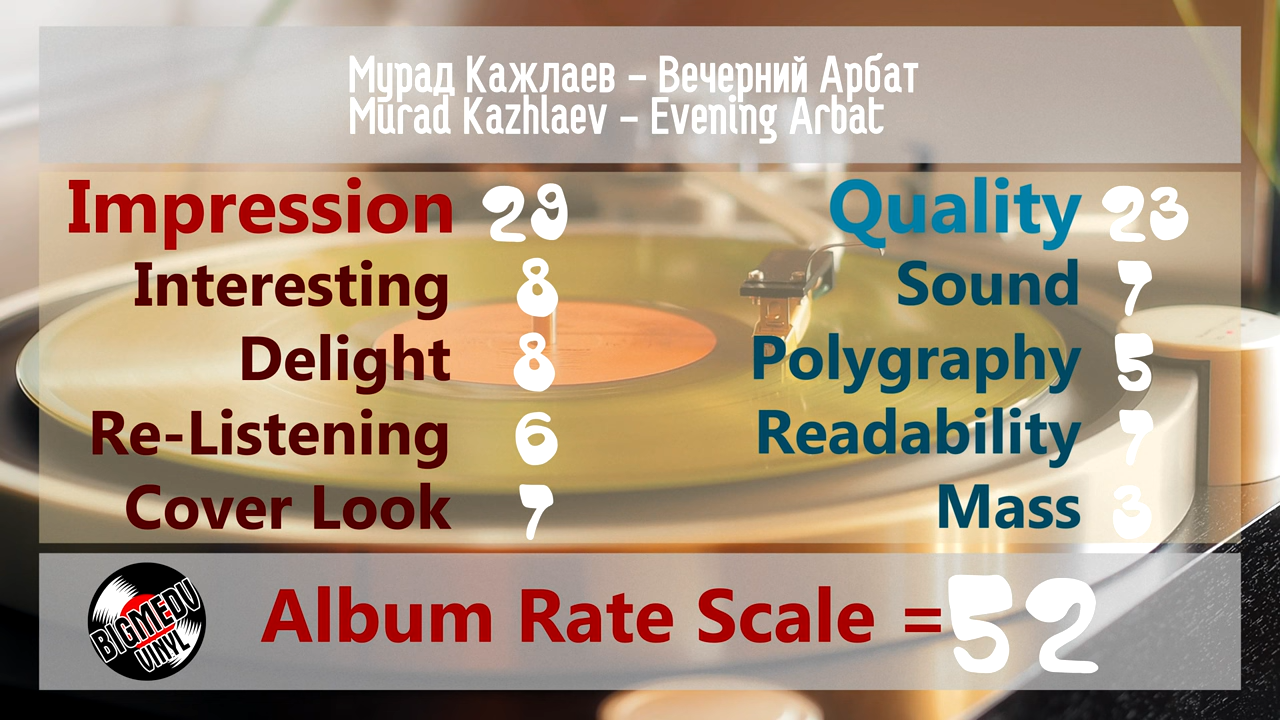 Мурад Кажлаев - Вечерний Арбат
Murad Kazhlaev - Evening Arbat
Impression 29
Interesting 8
Delight 8
Re-Listening 6
Cover Look 7
Quality 23
Sound 7
Polygraphy 5
Readability 7
Mass 3
BIGMEDV
VINYL
Album Rate Scale = 52